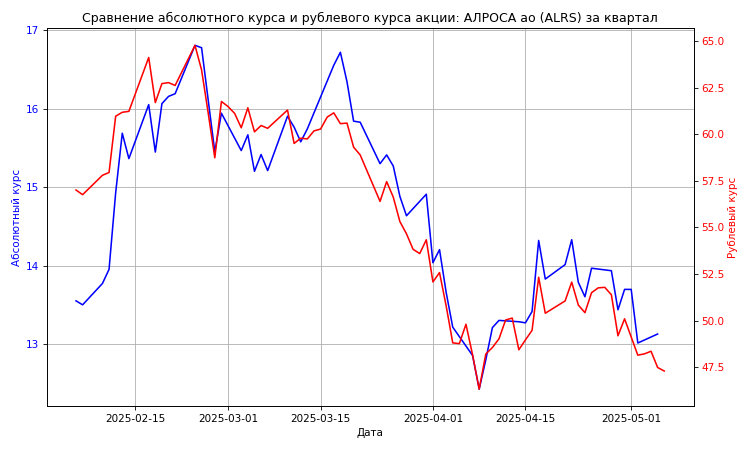 Сравнение абсолютного курса и рублевого курса акции: АЛРОСА ао (ALRS) за квартал
17
16
15
14
13
Абсолютный курс
65.0
62.5
60.0
57.5
55.0
52.5
50.0
47.5
Рублевый курс
2025-02-15 2025-03-01 2025-03-15 2025-04-01 2025-04-15 2025-05-01
Дата